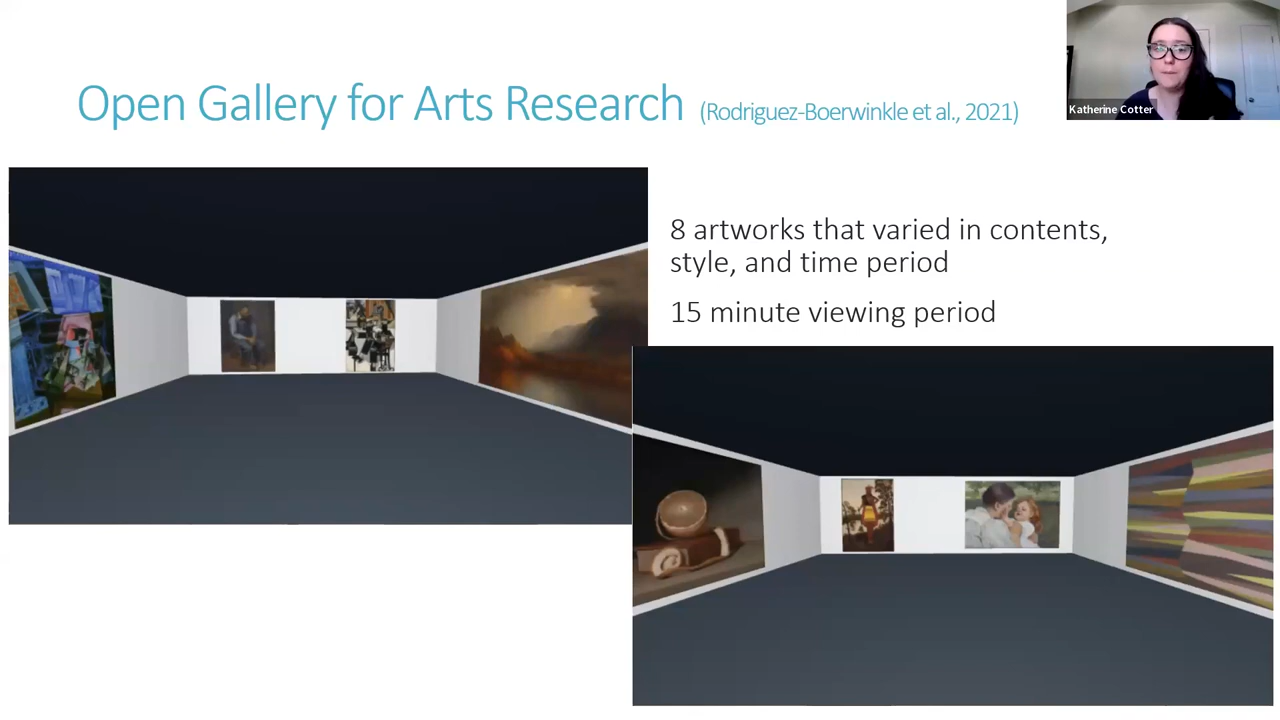 Open Gallery for Arts Research (Rodriguez-Boerwinkle et al., 2021)
Katherine Cotter
8 artworks that varied in contents,
style, and time period
15 minute viewing period